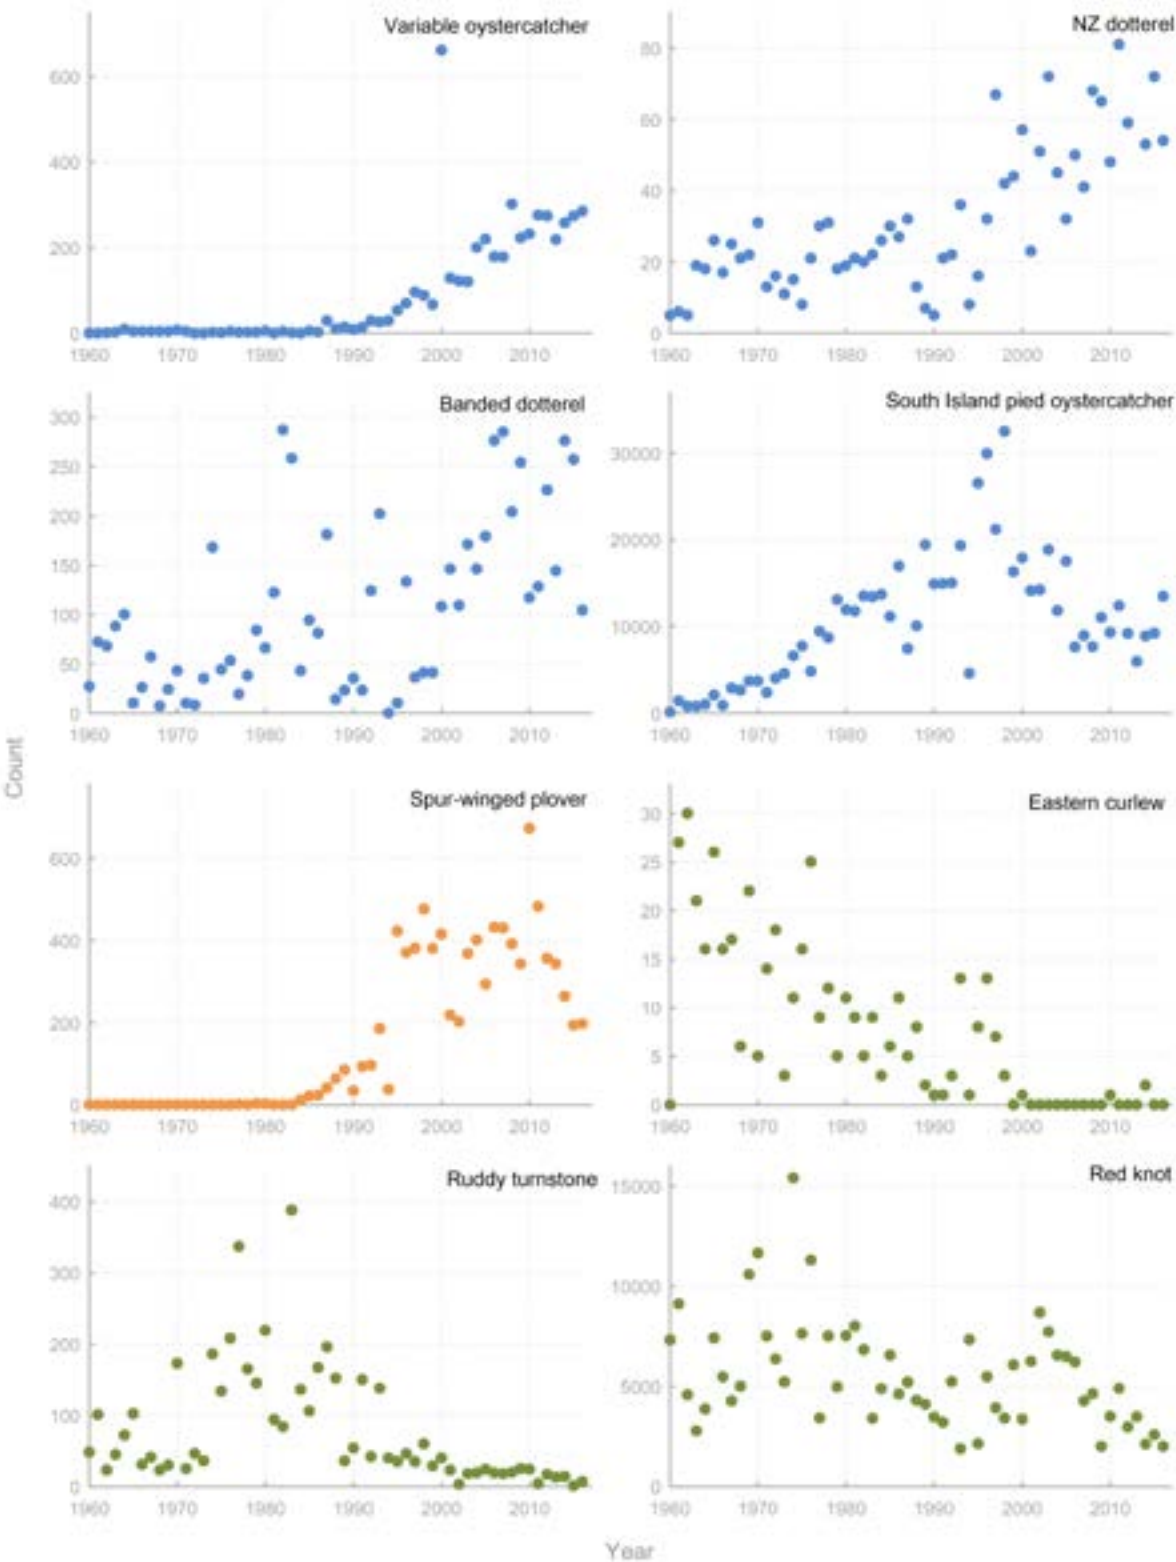 Variable oystercatcher
600
400
200
0
1960 1970 1980 1990 2000 2010
NZ dotterel
80
60
40
20
0
1960 1970 1980 1990 2000 2010
Banded dotterel
300
250
200
150
100
50
0
1960 1970 1980 1990 2000 2010
South Island pied oystercatcher
30000
20000
10000
0
1960 1970 1980 1990 2000 2010
Count
Spur-winged plover
600
400
200
0
1960 1970 1980 1990 2000 2010
Eastern curlew
30
25
20
15
10
5
0
1960 1970 1980 1990 2000 2010
Ruddy turnstone
400
300
200
100
0
1960 1970 1980 1990 2000 2010
Red knot
15000
10000
5000
0
1960 1970 1980 1990 2000 2010
Year